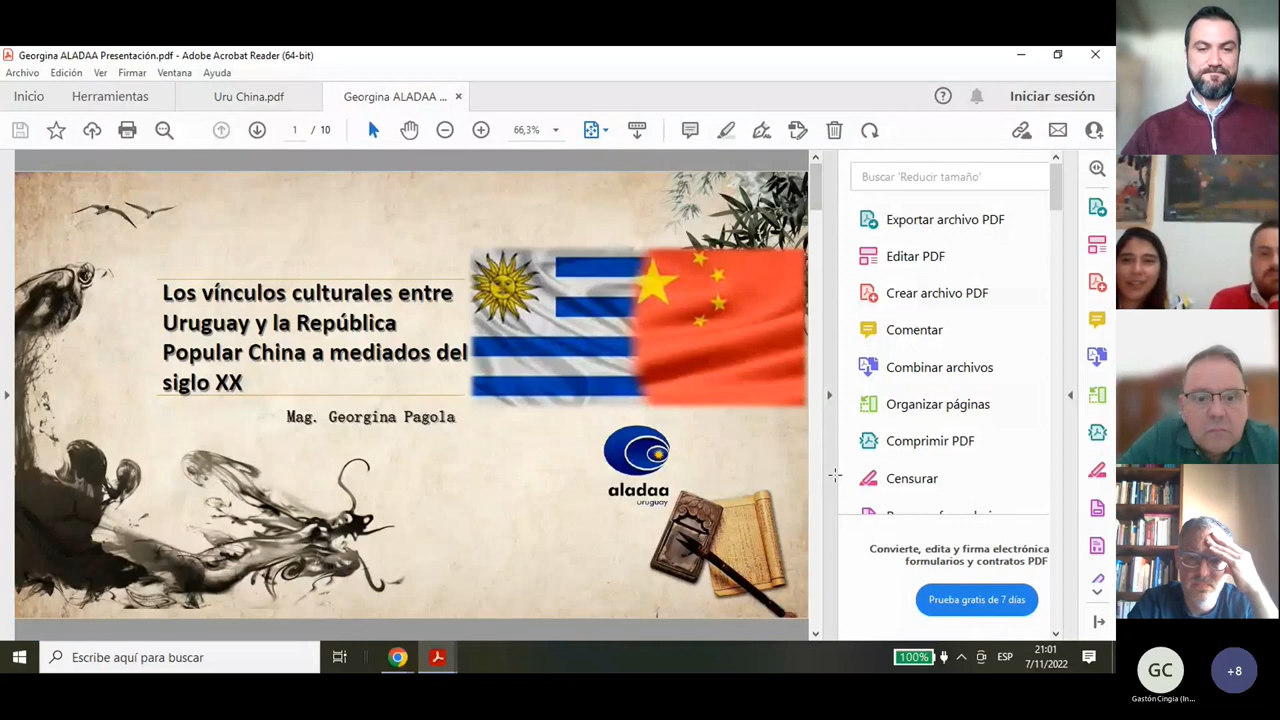 Georgina ALADAA Presentación.pdf - Adobe Acrobat Reader (64-bit)
Archivo Edición Ver Firmar Ventana Ayuda
Inicio Herramientas Uru China.pdf Georgina ALADAA ... Iniciar sesión
1 / 10 66,3%
Los vínculos culturales entre
Uruguay y la República
Popular China a mediados del
siglo XX
Mag. Georgina Pagola
aladaa
uruguay
Buscar 'Reducir tamaño'
Exportar archivo PDF
Editar PDF
Crear archivo PDF
Comentar
Combinar archivos
Organizar páginas
Comprimir PDF
Censurar
Convierte, edita y firma electrónica
formularios y contratos PDF
Prueba gratis de 7 días
Escribe aquí para buscar
100% ESP
21:01
7/11/2022
GC
Gastón Cingia (In...
+8